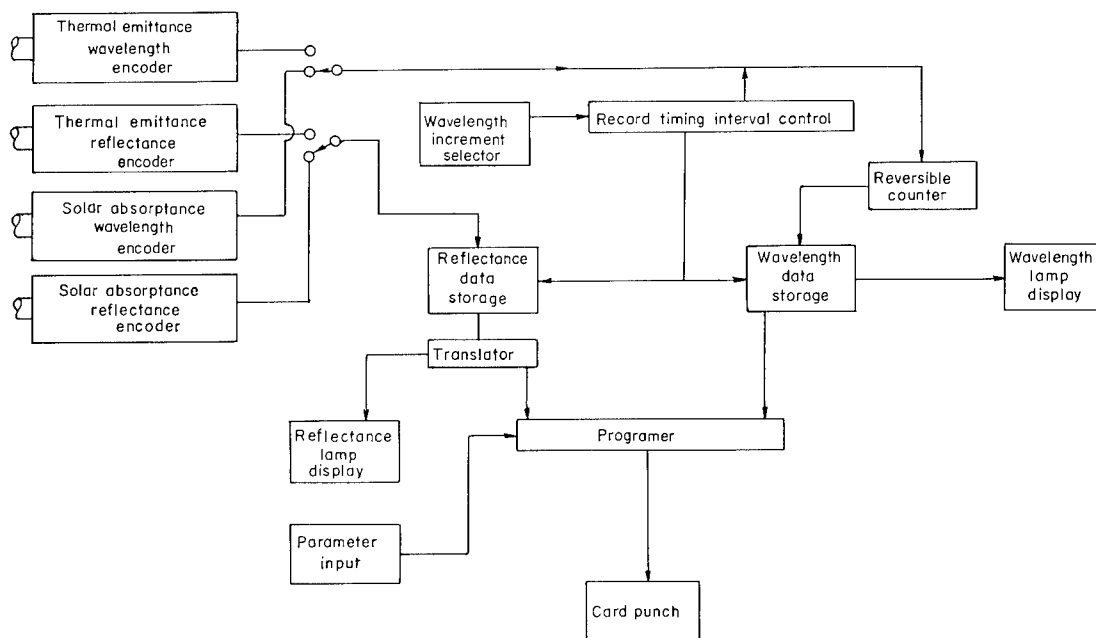 Thermal emittance
wavelength
encoder
Thermal emittance
reflectance
encoder
Solar absorptance
wavelength
encoder
Solar absorptance
reflectance
encoder
Wavelength
increment
selector
Record timing interval control
Reversible
counter
Reflectance
data
storage
Wavelength
data
storage
Wavelength
lamp
display
Translator
Reflectance
lamp
display
Programer
Parameter
input
Card punch